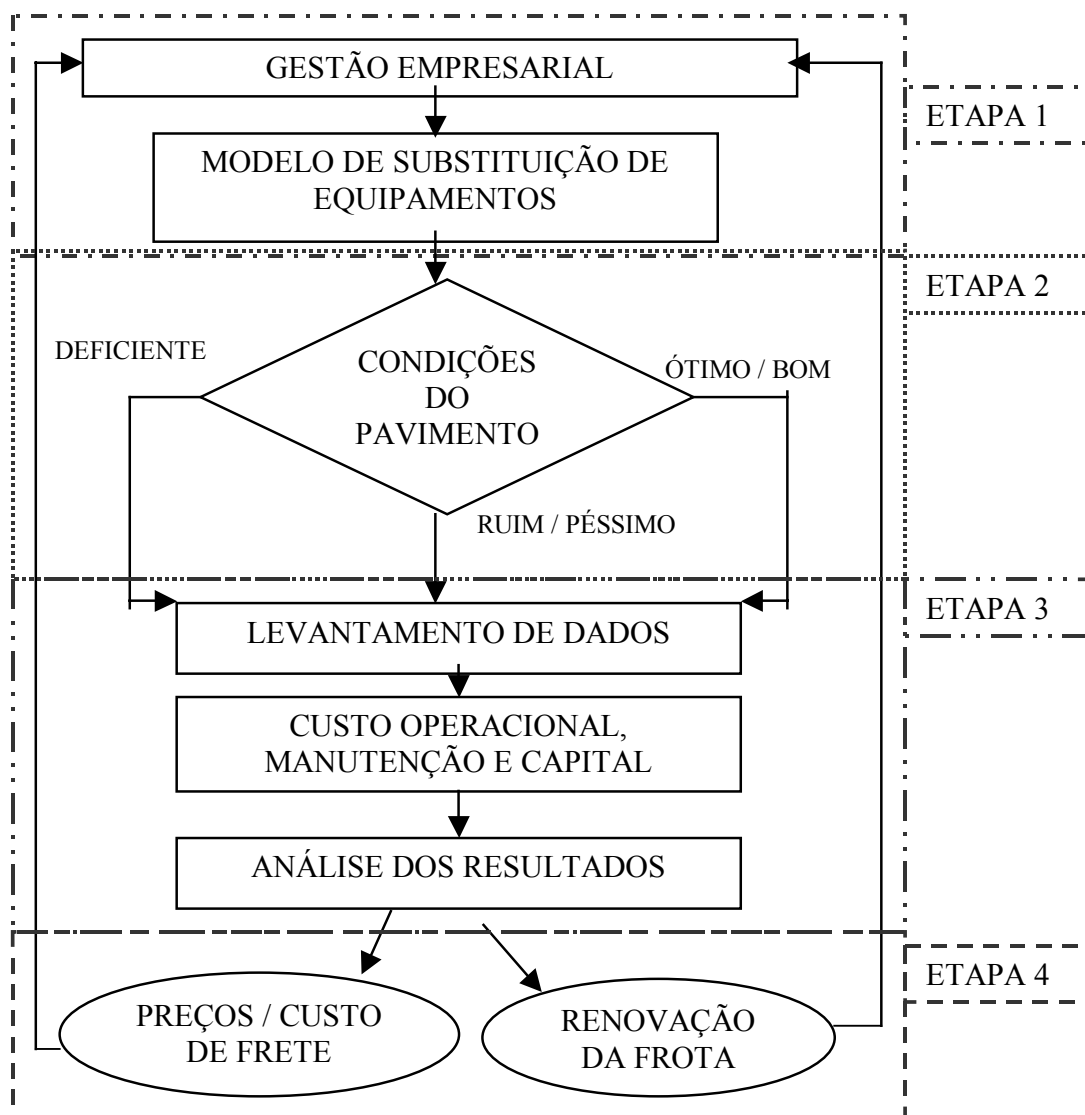 GESTÃO EMPRESARIAL
ETAPA 1
MODELO DE SUBSTITUIÇÃO DE
EQUIPAMENTOS
ETAPA 2
DEFICIENTE
CONDIÇÕES
DO
PAVIMENTO
ÓTIMO / BOM
RUIM / PÉSSIMO
ETAPA 3
LEVANTAMENTO DE DADOS
CUSTO OPERACIONAL,
MANUTENÇÃO E CAPITAL
ANÁLISE DOS RESULTADOS
ETAPA 4
PREÇOS / CUSTO
DE FRETE
RENOVAÇÃO
DA FROTA